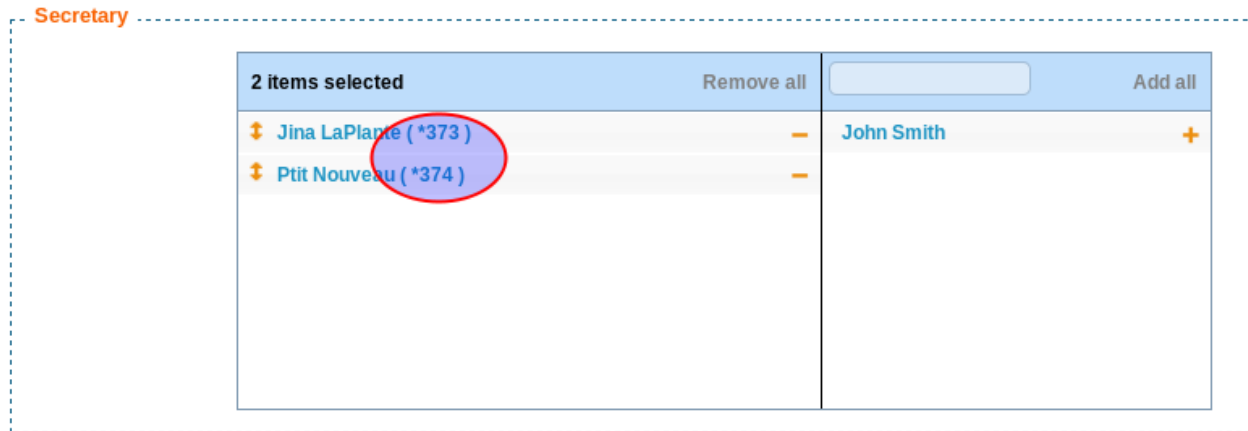 Secretary
2 items selected
Remove all
Add all
Jina LaPlante ( *373 )
John Smith
Ptit Nouveau ( *374 )